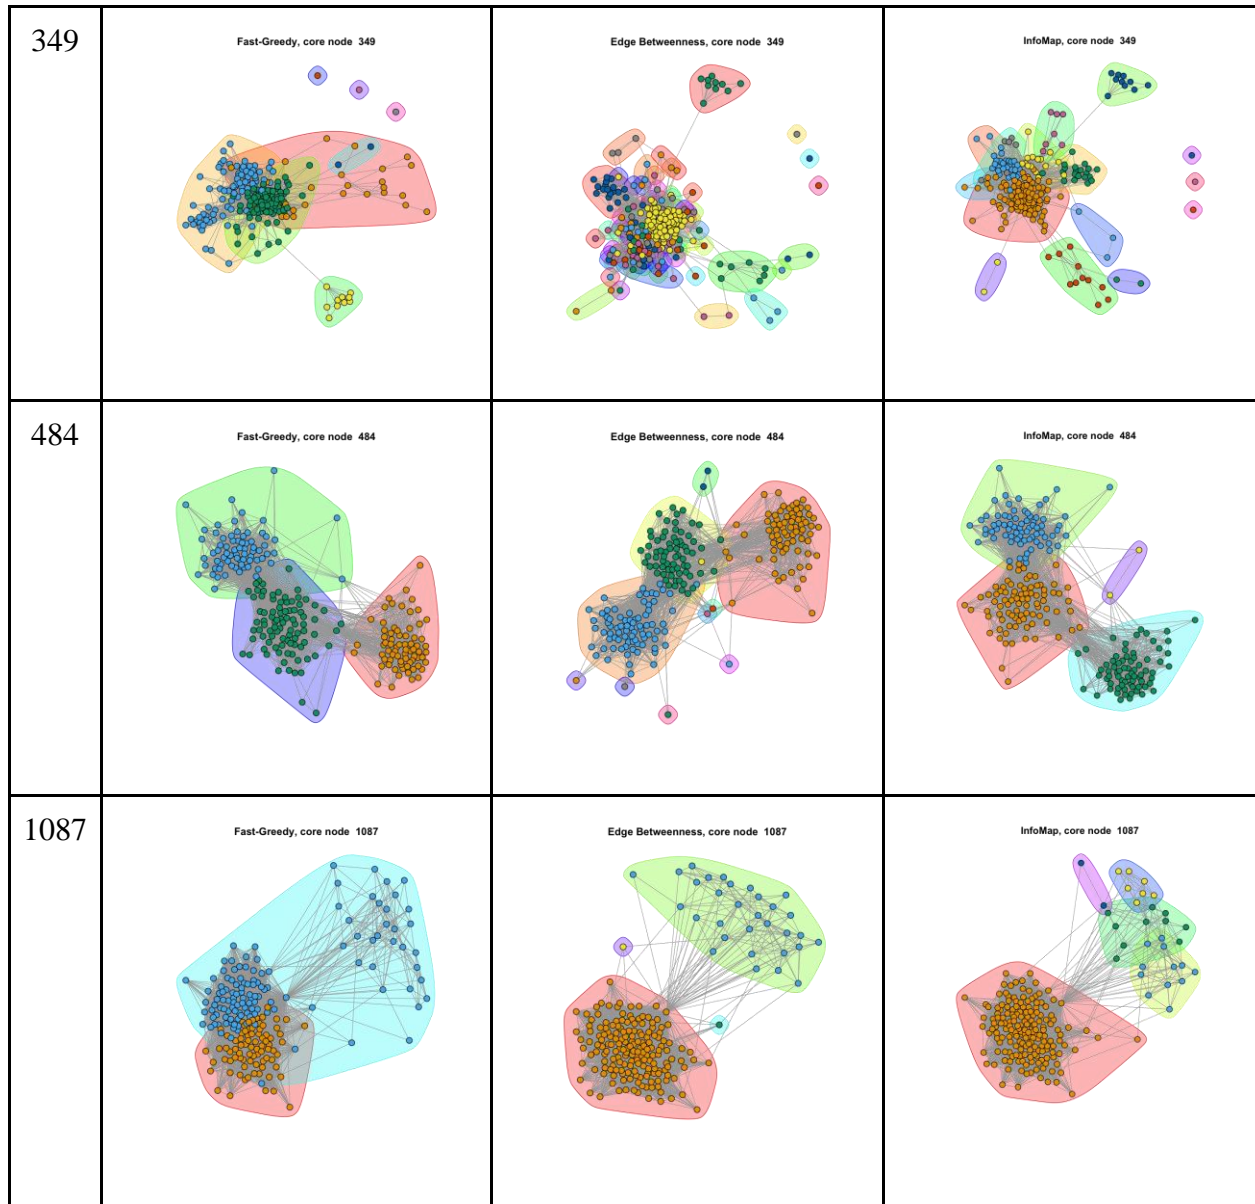 349
Fast-Greedy, core node 349
Edge Betweenness, core node 349
InfoMap, core node 349
484
Fast-Greedy, core node 484
Edge Betweenness, core node 484
InfoMap, core node 484
1087
Fast-Greedy, core node 1087
Edge Betweenness, core node 1087
InfoMap, core node 1087